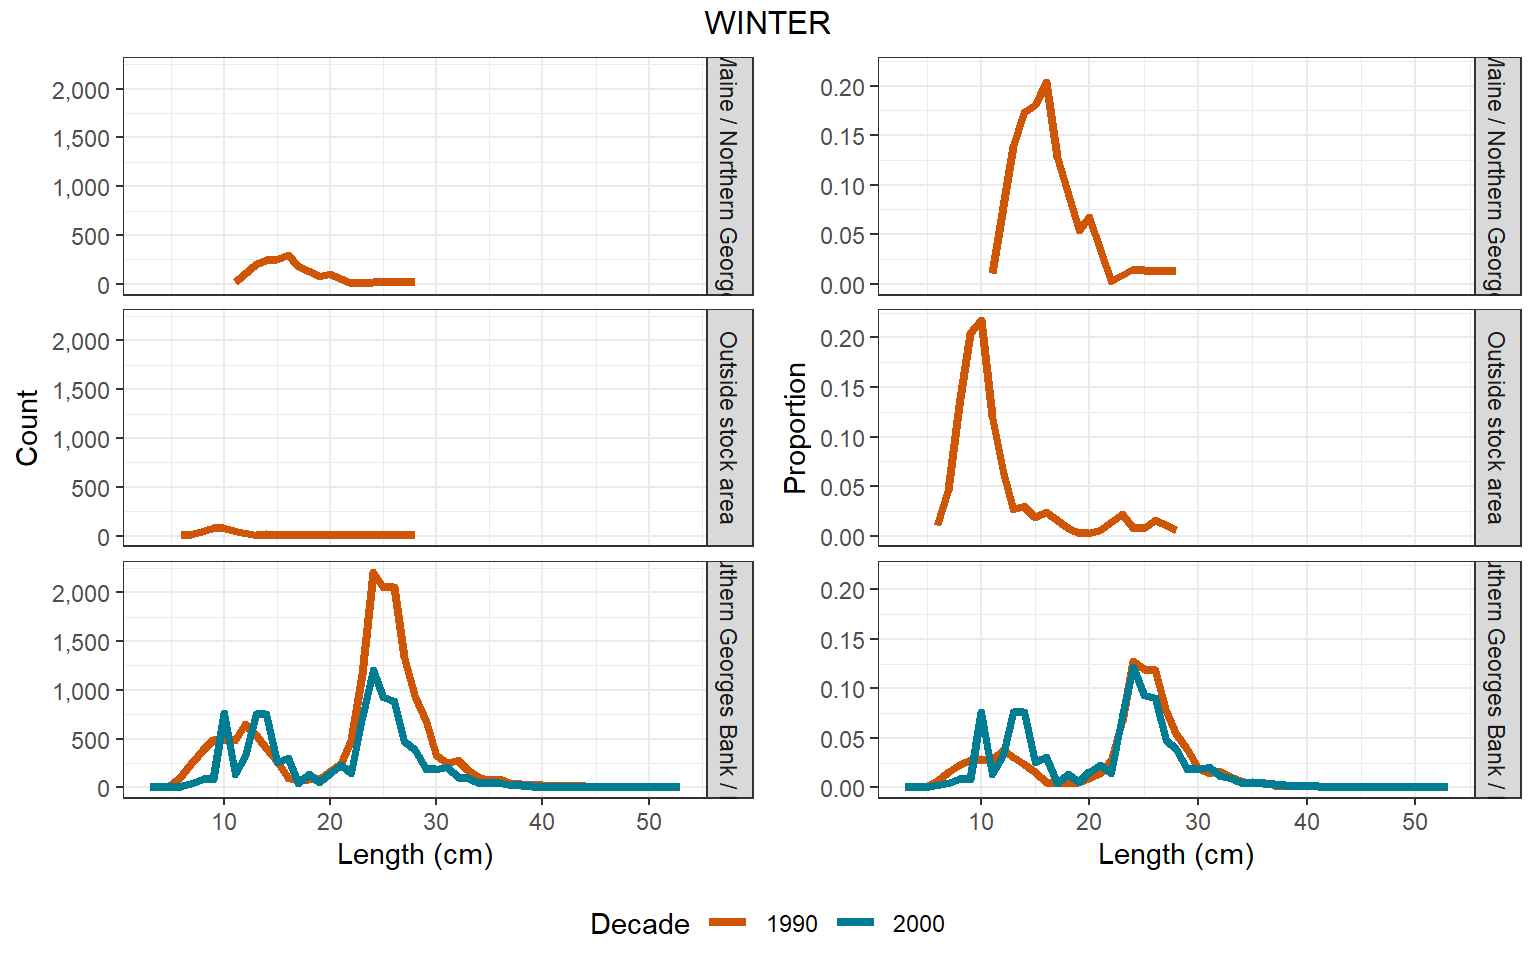 WINTER
Count
2,000
1,500
1,000
500
0
Maine / Northern George
2,000
1,500
1,000
500
0
Outside stock area
2,000
1,500
1,000
500
0
thern Georges Bank /
10 20 30 40 50
Length (cm)
Proportion
0.20
0.15
0.10
0.05
0.00
Maine / Northern George
0.20
0.15
0.10
0.05
0.00
Outside stock area
0.20
0.15
0.10
0.05
0.00
thern Georges Bank /
10 20 30 40 50
Length (cm)
Decade 1990 2000